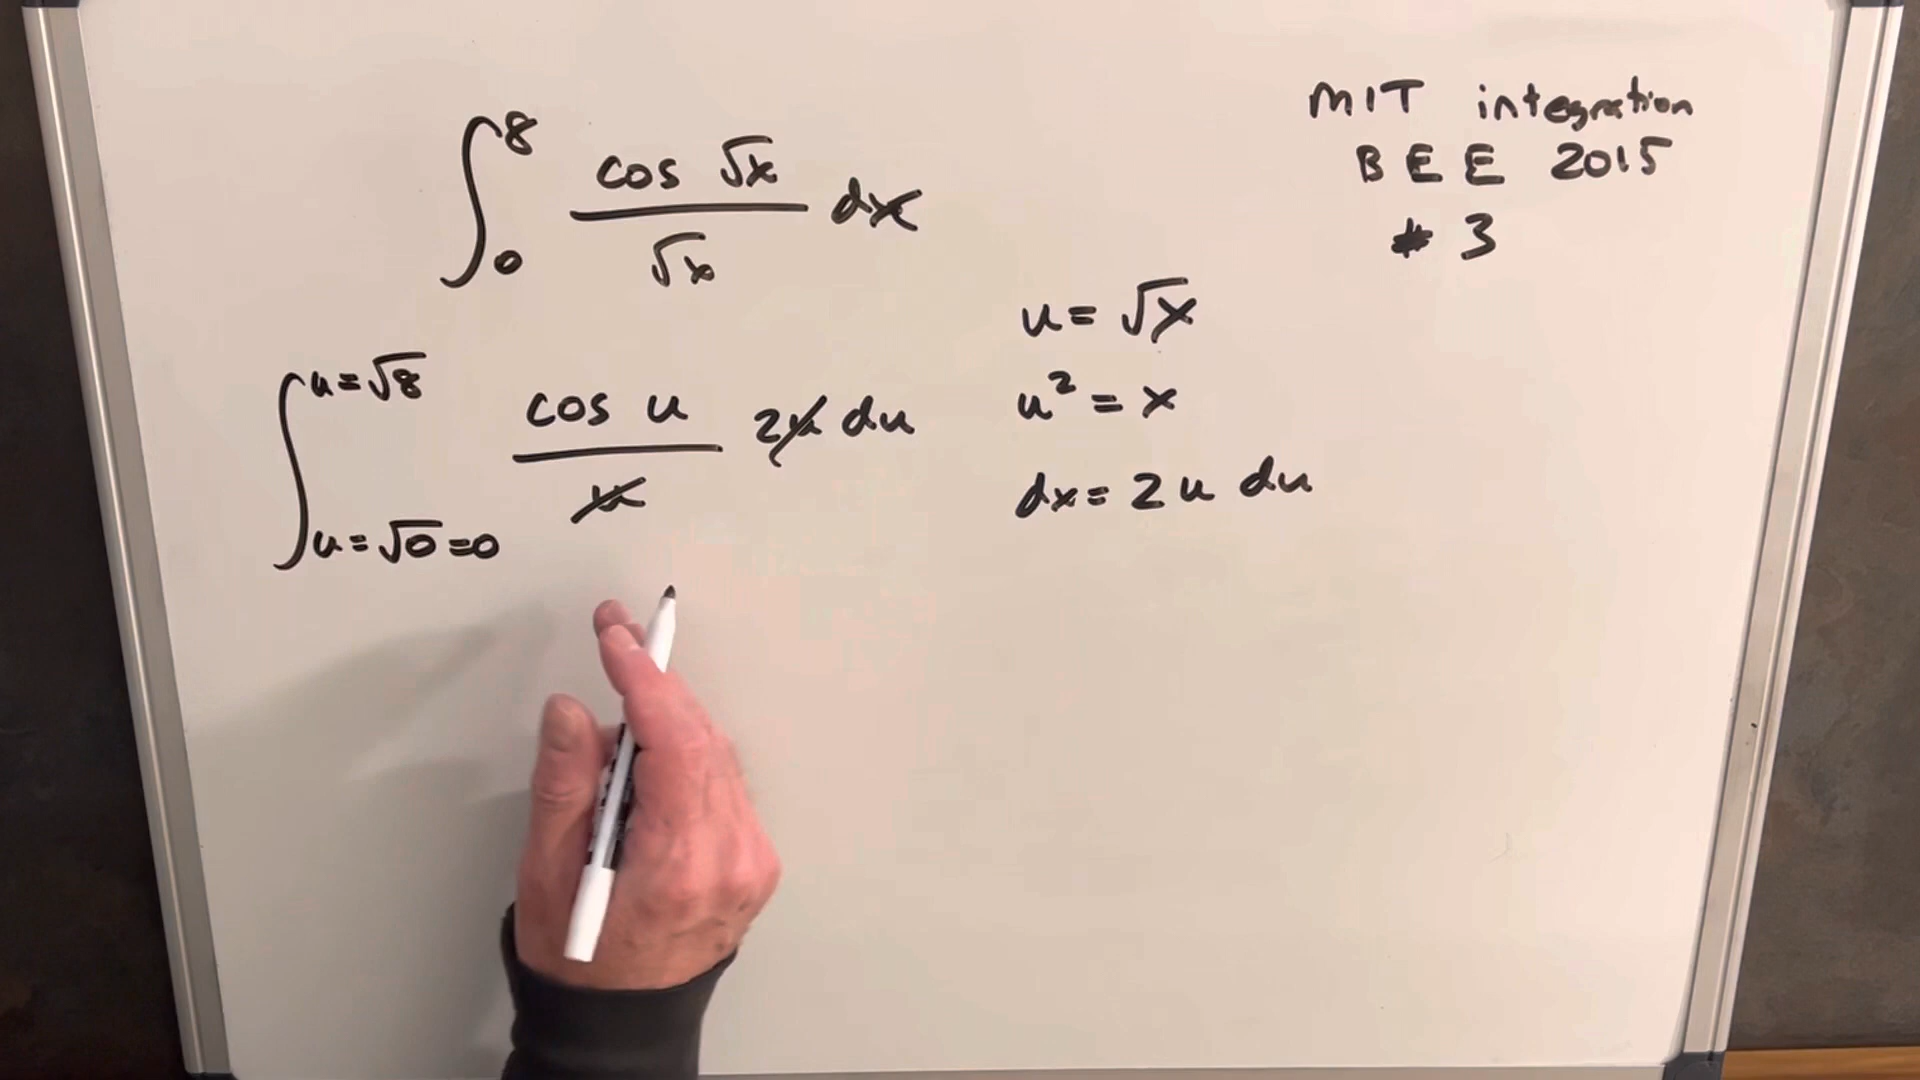 MIT integration
BEE 2015
# 3
∫₀⁸ cos √x / √x dx
u = √x
u² = x
dx = 2u du
∫_{u=√0=0}^{u=√8} cos u / u 2u du